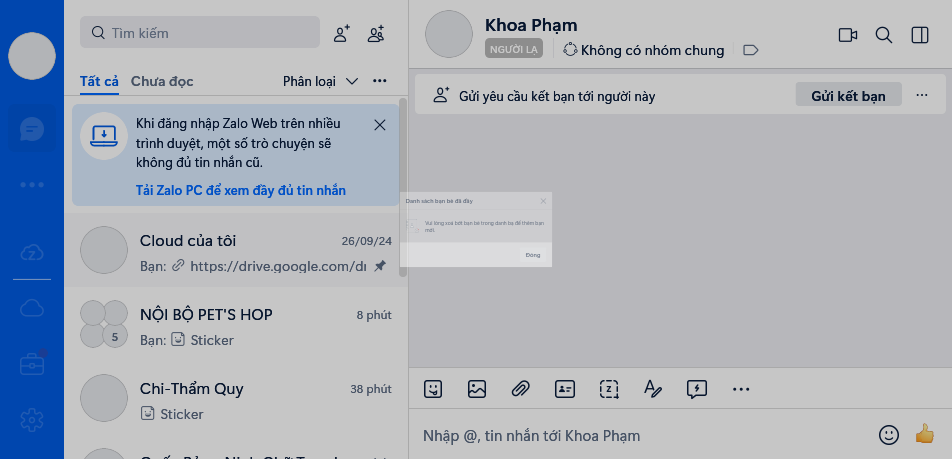 Tìm kiếm
Tất cả
Chưa đọc
Phân loại
Khi đăng nhập Zalo Web trên nhiều
trình duyệt, một số trò chuyện sẽ
không đủ tin nhắn cũ.
Tải Zalo PC để xem đầy đủ tin nhắn
Cloud của tôi
26/09/24
Bạn: https://drive.google.com/dr
NỘI BỘ PET'S HOP
8 phút
5
Bạn: Sticker
Chi-Thẩm Quy
38 phút
Sticker
Khoa Phạm
NGƯỜI LẠ
Không có nhóm chung
Gửi yêu cầu kết bạn tới người này
Gửi kết bạn
Danh sách bạn bè đã đầy
Vui lòng xoá bớt bạn bè trong danh bạ để thêm bạn
mới.
Đóng
Nhập @, tin nhắn tới Khoa Phạm